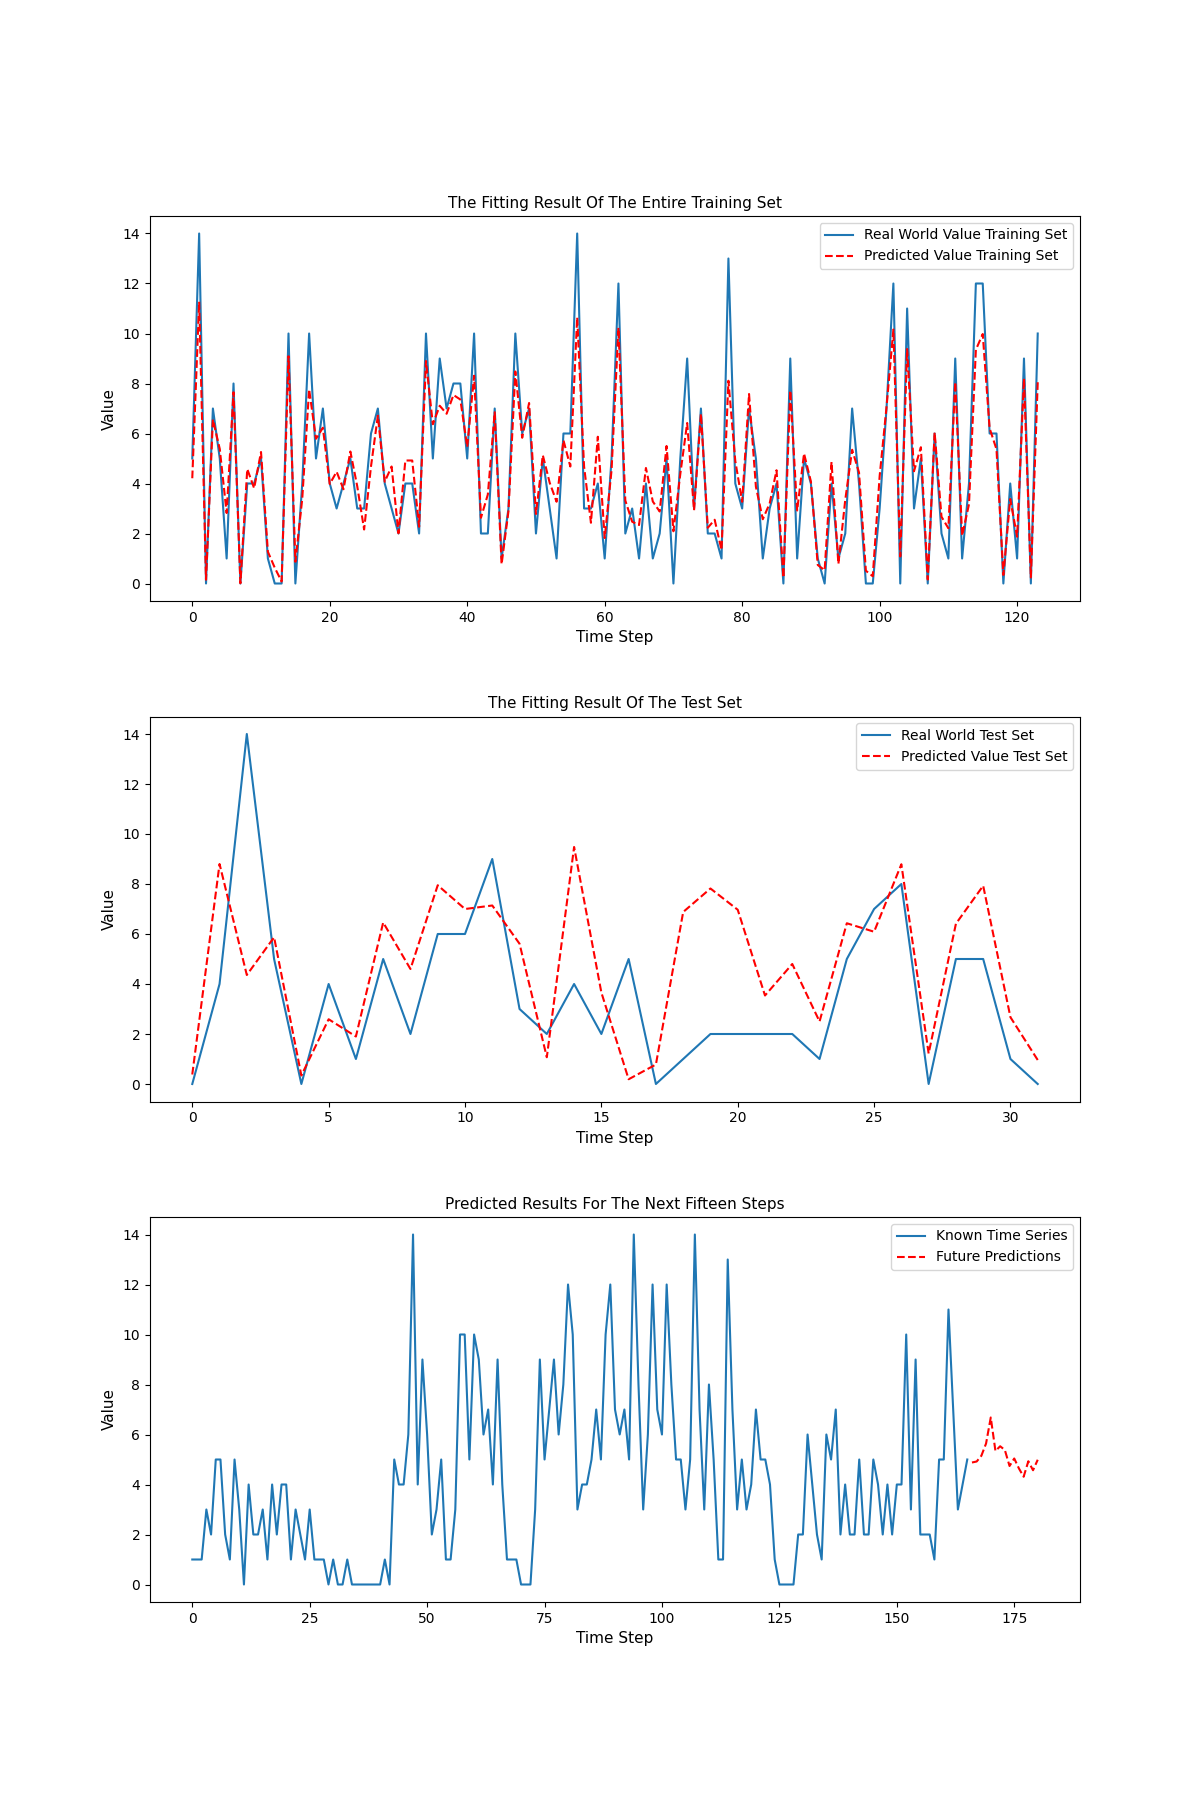 The Fitting Result Of The Entire Training Set
Real World Value Training Set
Predicted Value Training Set
Value
14
12
10
8
6
4
2
0
0 20 40 60 80 100 120
Time Step
The Fitting Result Of The Test Set
Real World Test Set
Predicted Value Test Set
Value
14
12
10
8
6
4
2
0
0 5 10 15 20 25 30
Time Step
Predicted Results For The Next Fifteen Steps
Known Time Series
Future Predictions
Value
14
12
10
8
6
4
2
0
0 25 50 75 100 125 150 175
Time Step